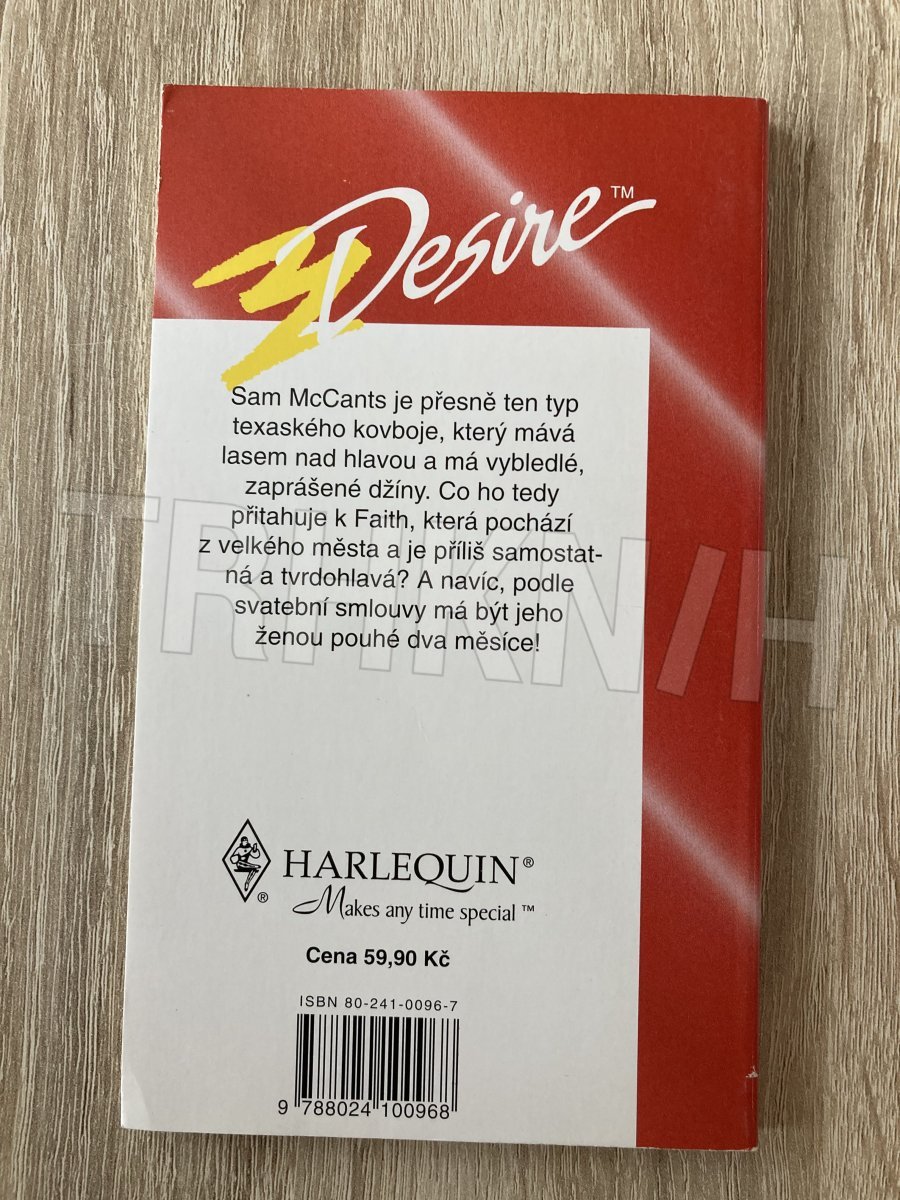 Desire™
Sam McCants je přesně ten typ
texaského kovboje, který mává
lasem nad hlavou a má vybledlé,
zaprášené džíny. Co ho tedy
přitahuje k Faith, která pochází
z velkého města a je příliš samostat-
ná a tvrdohlavá? A navíc, podle
svatební smlouvy má být jeho
ženou pouhé dva měsíce!
TRHKNIH
HARLEQUIN®
®
Makes any time special ™
Cena 59,90 Kč
ISBN 80-241-0096-7
9 788024 100968